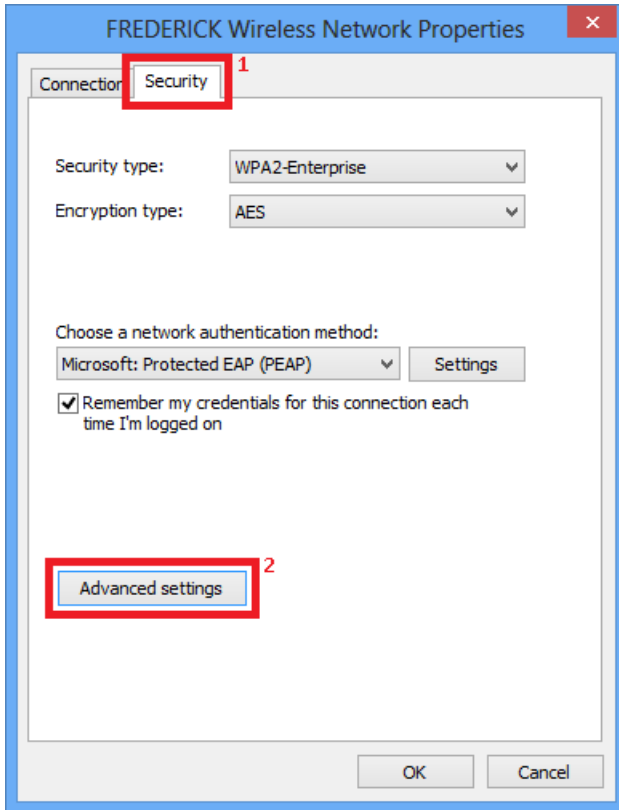 FREDERICK Wireless Network Properties
Connection Security 1
Security type: WPA2-Enterprise
Encryption type: AES
Choose a network authentication method:
Microsoft: Protected EAP (PEAP) Settings
Remember my credentials for this connection each
time I'm logged on
2
Advanced settings
OK Cancel